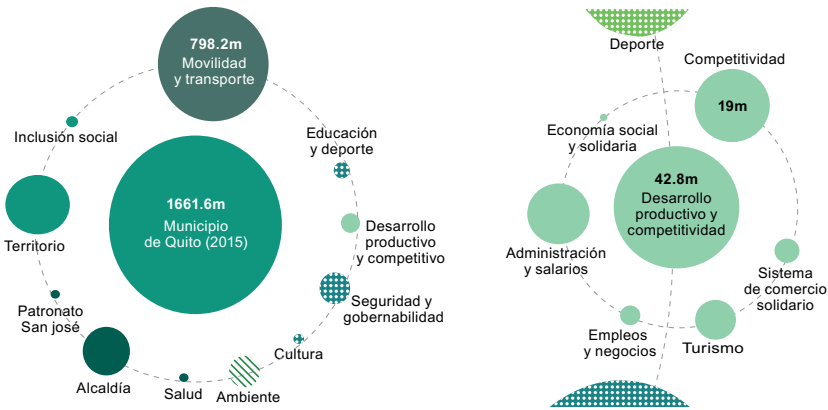 798.2m
Movilidad
y transporte
Inclusión social
Educación
y deporte
1661.6m
Municipio
de Quito (2015)
Territorio
Desarrollo
productivo
y competitivo
Patronato
San josé
Seguridad y
gobernabilidad
Cultura
Alcaldía
Salud
Ambiente
Deporte
Competitividad
19m
Economía social
y solidaria
42.8m
Desarrollo
productivo y
competitividad
Administración
y salarios
Sistema
de comercio
solidario
Empleos
y negocios
Turismo